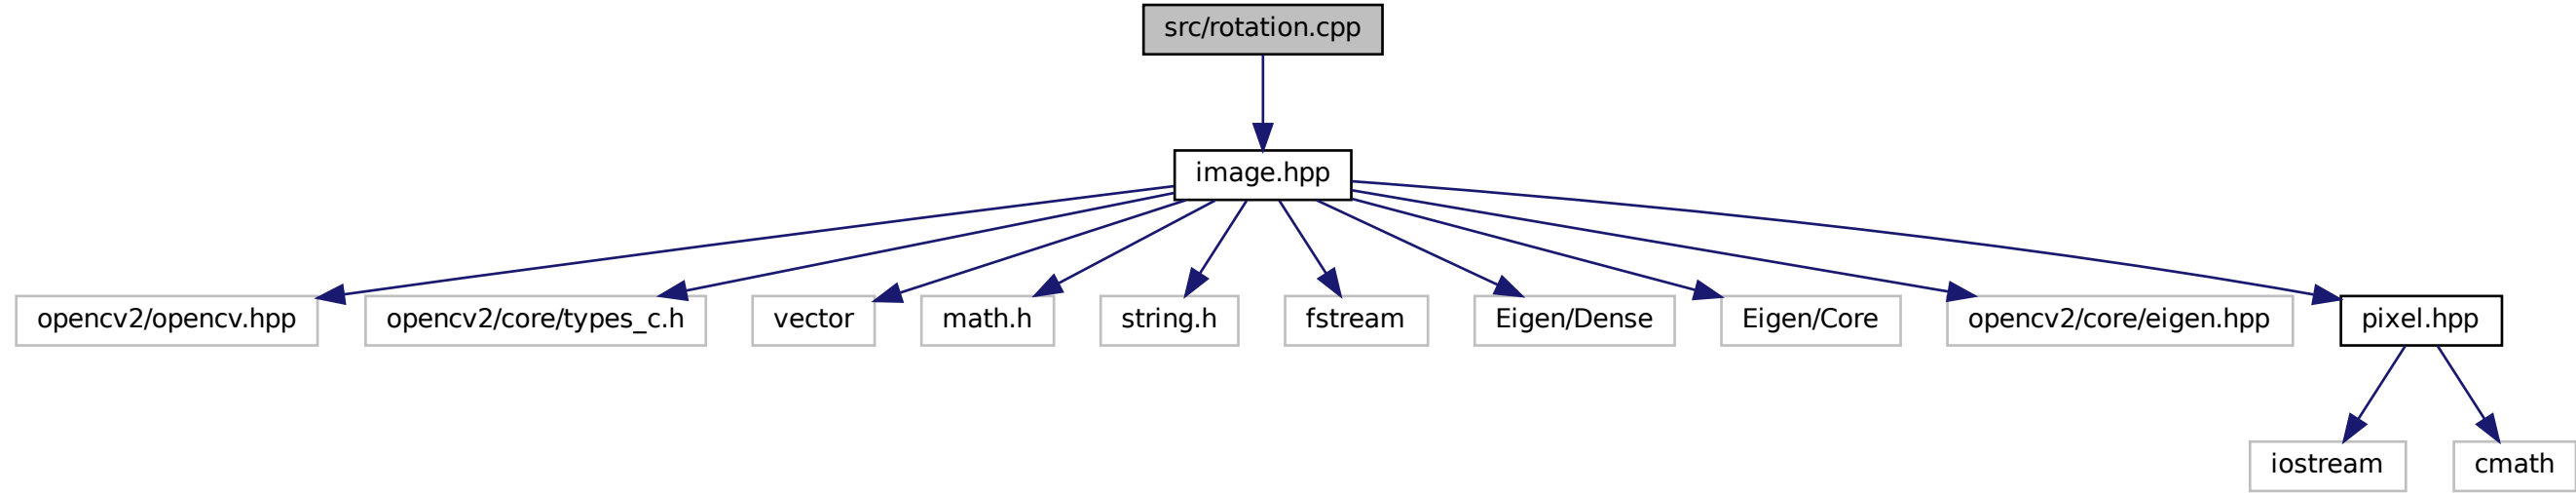 src/rotation.cpp
image.hpp
opencv2/opencv.hpp
opencv2/core/types_c.h
vector
math.h
string.h
fstream
Eigen/Dense
Eigen/Core
opencv2/core/eigen.hpp
pixel.hpp
iostream
cmath